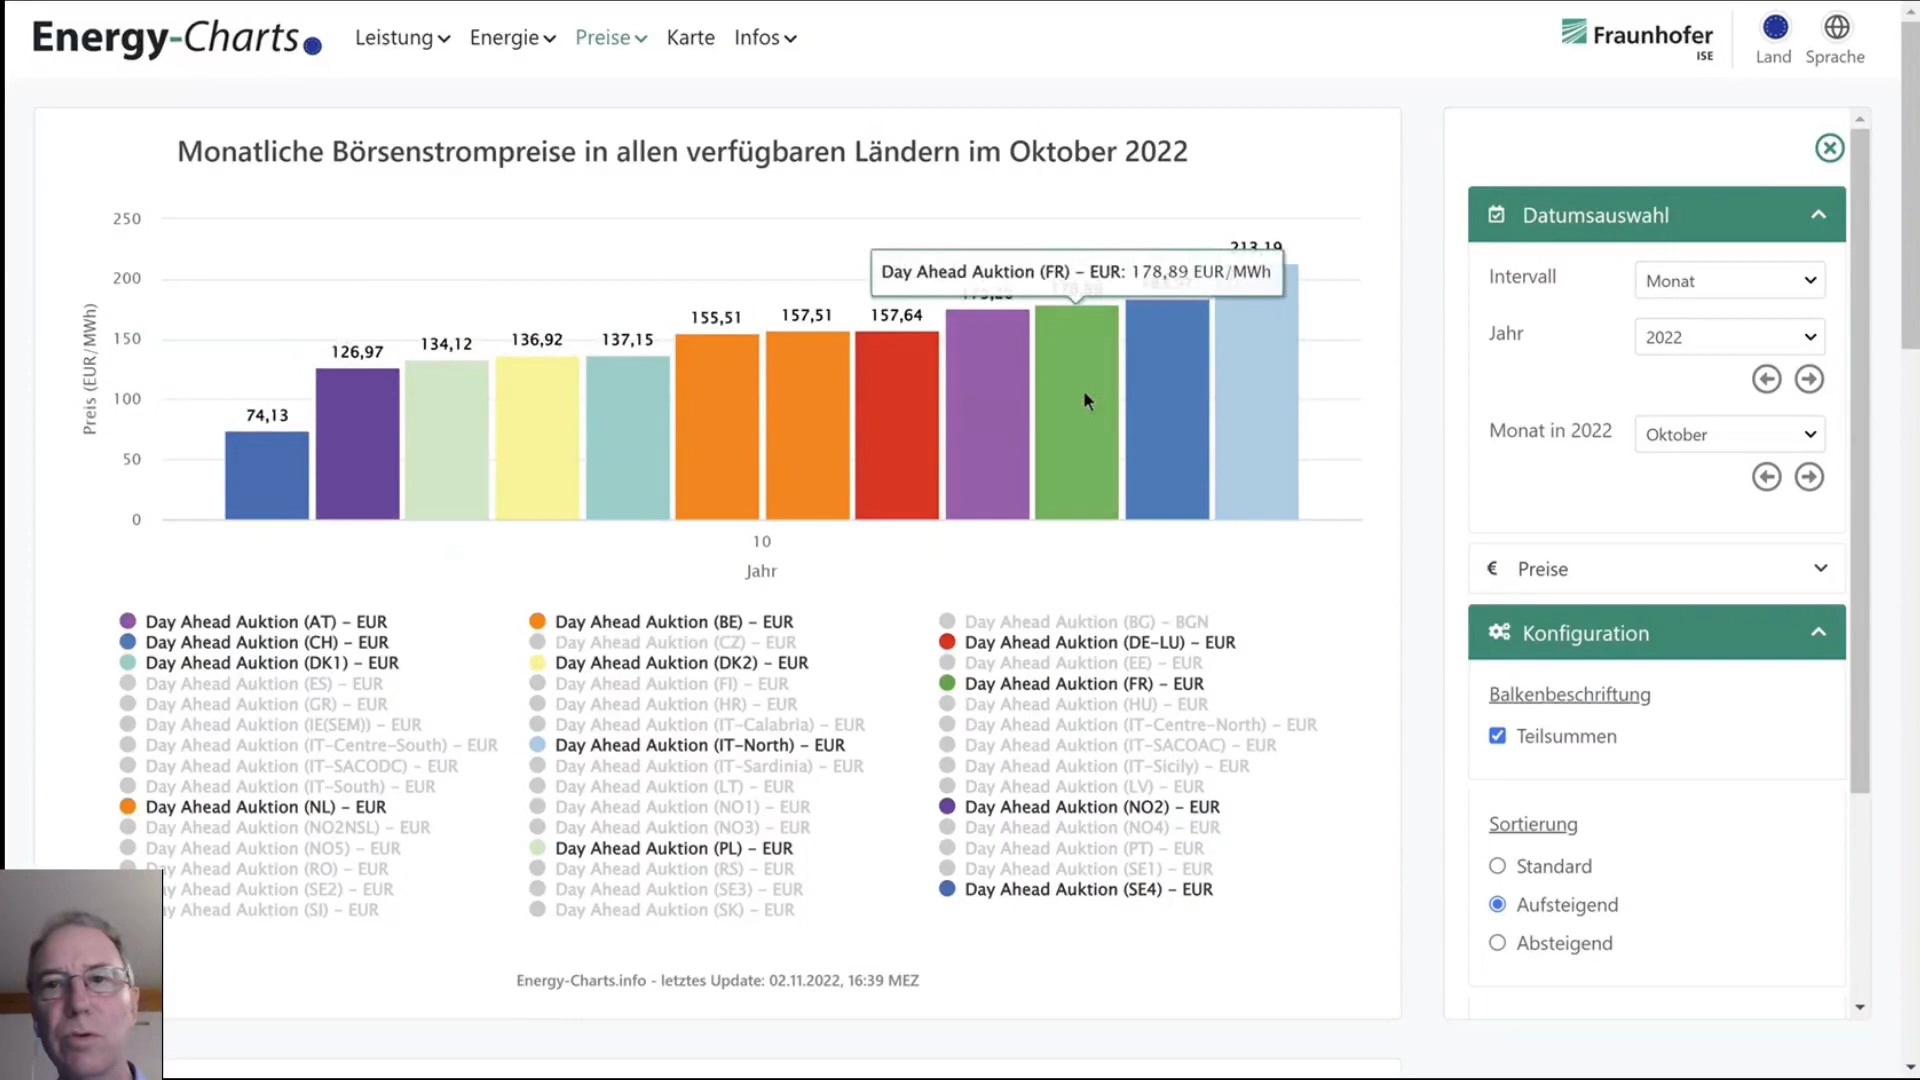 Energy-Charts
Leistung
Energie
Preise
Karte
Infos
Fraunhofer
ISE
Land
Sprache
Monatliche Börsenstrompreise in allen verfügbaren Ländern im Oktober 2022
Preis (EUR/MWh)
250
200
150
100
50
0
74,13
126,97
134,12
136,92
137,15
155,51
157,51
157,64
213,19
Day Ahead Auktion (FR) – EUR: 178,89 EUR/MWh
10
Jahr
Day Ahead Auktion (AT) – EUR
Day Ahead Auktion (BE) – EUR
Day Ahead Auktion (BG) – BGN
Day Ahead Auktion (CH) – EUR
Day Ahead Auktion (CZ) – EUR
Day Ahead Auktion (DE-LU) – EUR
Day Ahead Auktion (DK1) – EUR
Day Ahead Auktion (DK2) – EUR
Day Ahead Auktion (EE) – EUR
Day Ahead Auktion (ES) – EUR
Day Ahead Auktion (FI) – EUR
Day Ahead Auktion (FR) – EUR
Day Ahead Auktion (GR) – EUR
Day Ahead Auktion (HR) – EUR
Day Ahead Auktion (HU) – EUR
Day Ahead Auktion (IE(SEM)) – EUR
Day Ahead Auktion (IT-Calabria) – EUR
Day Ahead Auktion (IT-Centre-North) – EUR
Day Ahead Auktion (IT-Centre-South) – EUR
Day Ahead Auktion (IT-North) – EUR
Day Ahead Auktion (IT-SACOAC) – EUR
Day Ahead Auktion (IT-SACODC) – EUR
Day Ahead Auktion (IT-Sardinia) – EUR
Day Ahead Auktion (IT-Sicily) – EUR
Day Ahead Auktion (IT-South) – EUR
Day Ahead Auktion (LT) – EUR
Day Ahead Auktion (LV) – EUR
Day Ahead Auktion (NL) – EUR
Day Ahead Auktion (NO1) – EUR
Day Ahead Auktion (NO2) – EUR
Day Ahead Auktion (NO2NSL) – EUR
Day Ahead Auktion (NO3) – EUR
Day Ahead Auktion (NO4) – EUR
Day Ahead Auktion (NO5) – EUR
Day Ahead Auktion (PL) – EUR
Day Ahead Auktion (PT) – EUR
Ahead Auktion (RO) – EUR
Day Ahead Auktion (RS) – EUR
Day Ahead Auktion (SE1) – EUR
Ahead Auktion (SE2) – EUR
Day Ahead Auktion (SE3) – EUR
Day Ahead Auktion (SE4) – EUR
Ahead Auktion (SI) – EUR
Day Ahead Auktion (SK) – EUR
Energy-Charts.info - letztes Update: 02.11.2022, 16:39 MEZ
Datumsauswahl
Intervall
Monat
Jahr
2022
Monat in 2022
Oktober
€ Preise
Konfiguration
Balkenbeschriftung
Teilsummen
Sortierung
Standard
Aufsteigend
Absteigend